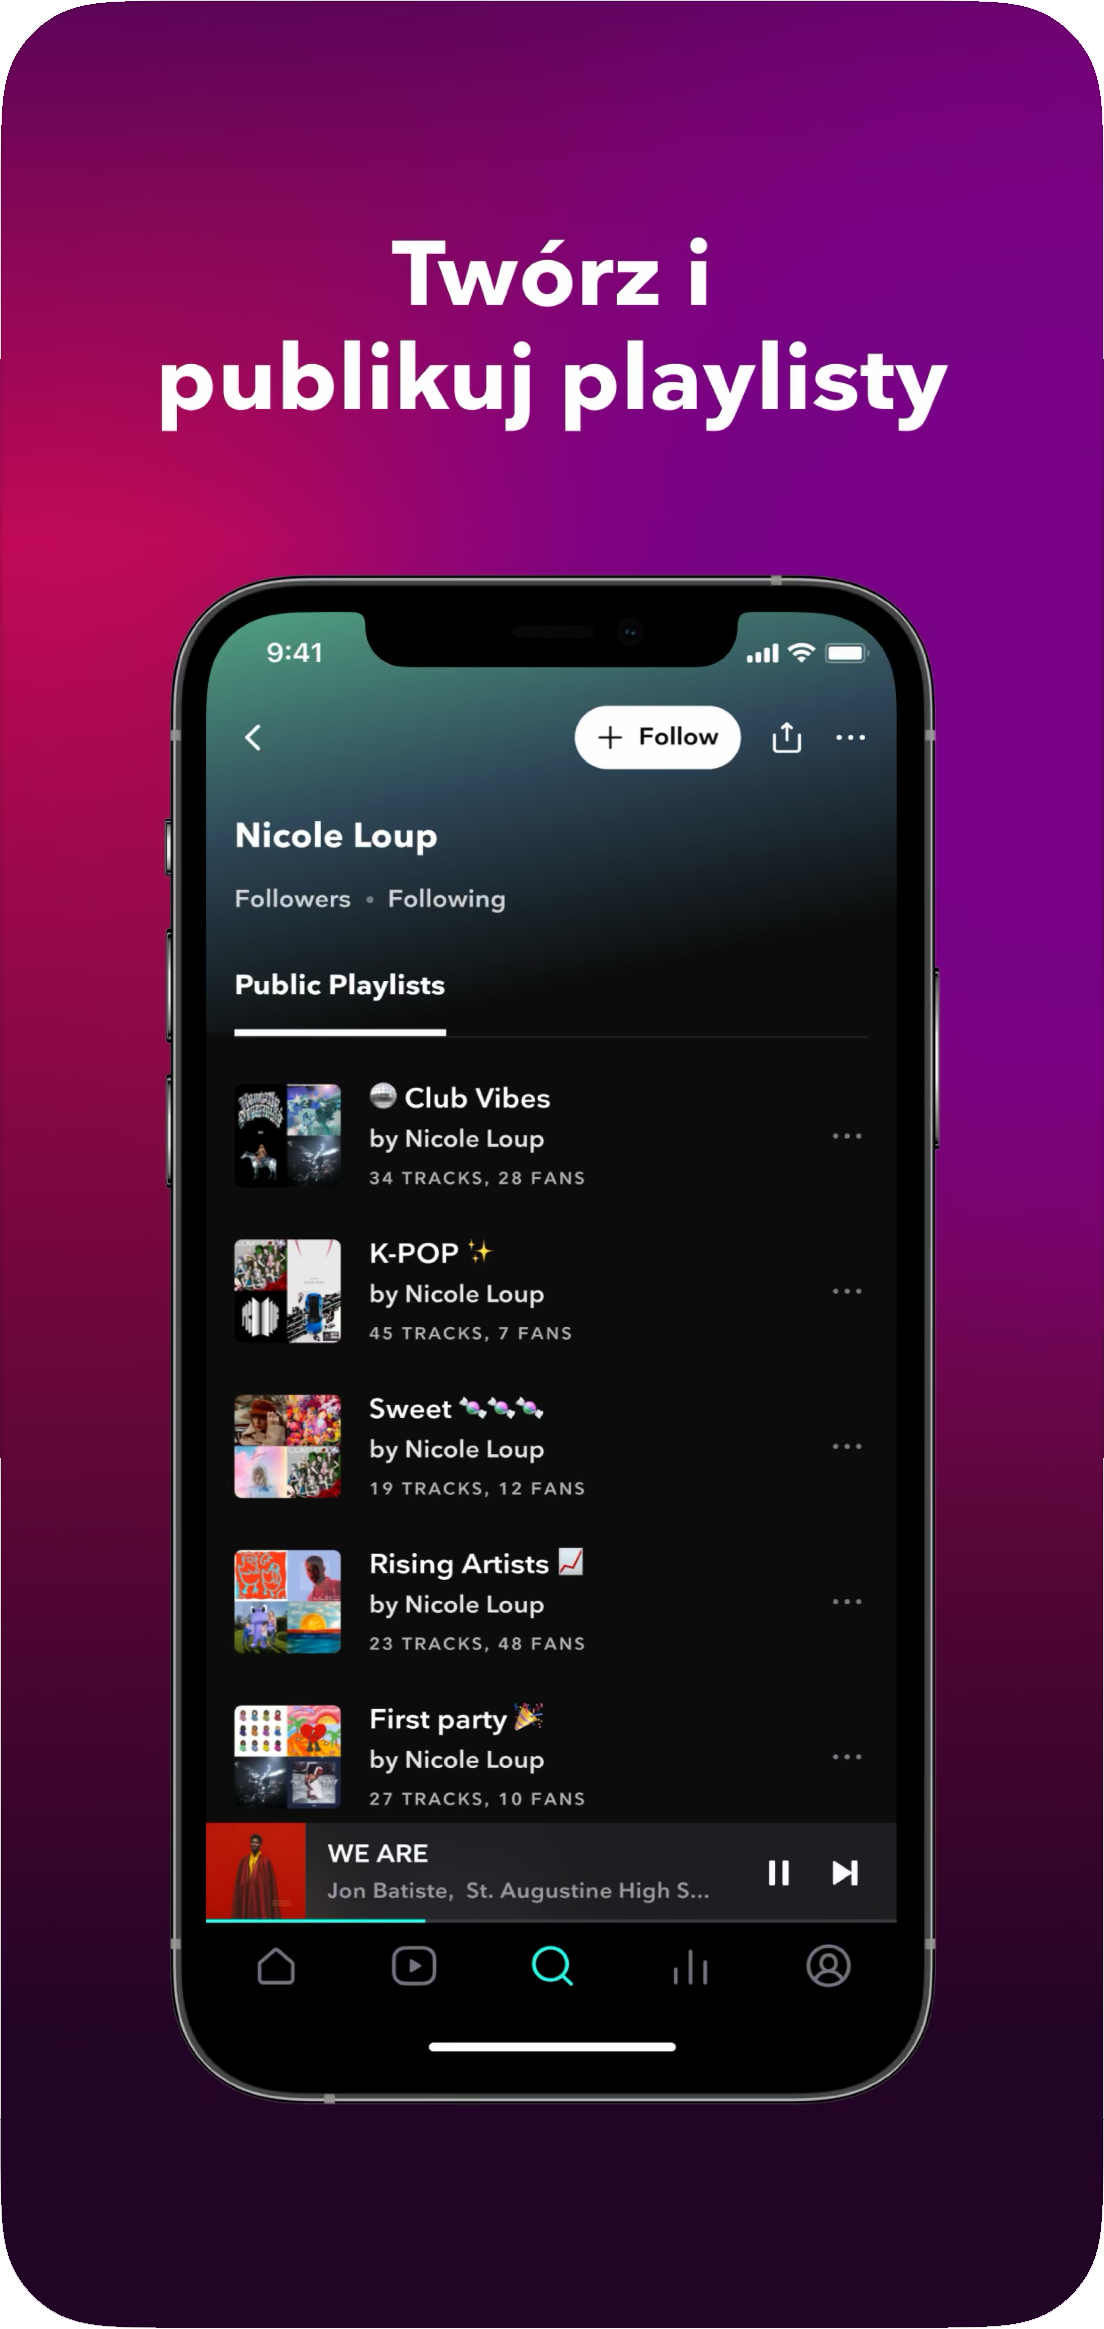 Twórz i
publikuj playlisty
9:41
+ Follow
Nicole Loup
Followers • Following
Public Playlists
Club Vibes
by Nicole Loup
34 TRACKS, 28 FANS
K-POP ✨
by Nicole Loup
45 TRACKS, 7 FANS
Sweet 🍬🍬🍬
by Nicole Loup
19 TRACKS, 12 FANS
Rising Artists 📈
by Nicole Loup
23 TRACKS, 48 FANS
First party 🎉
by Nicole Loup
27 TRACKS, 10 FANS
WE ARE
Jon Batiste, St. Augustine High S...